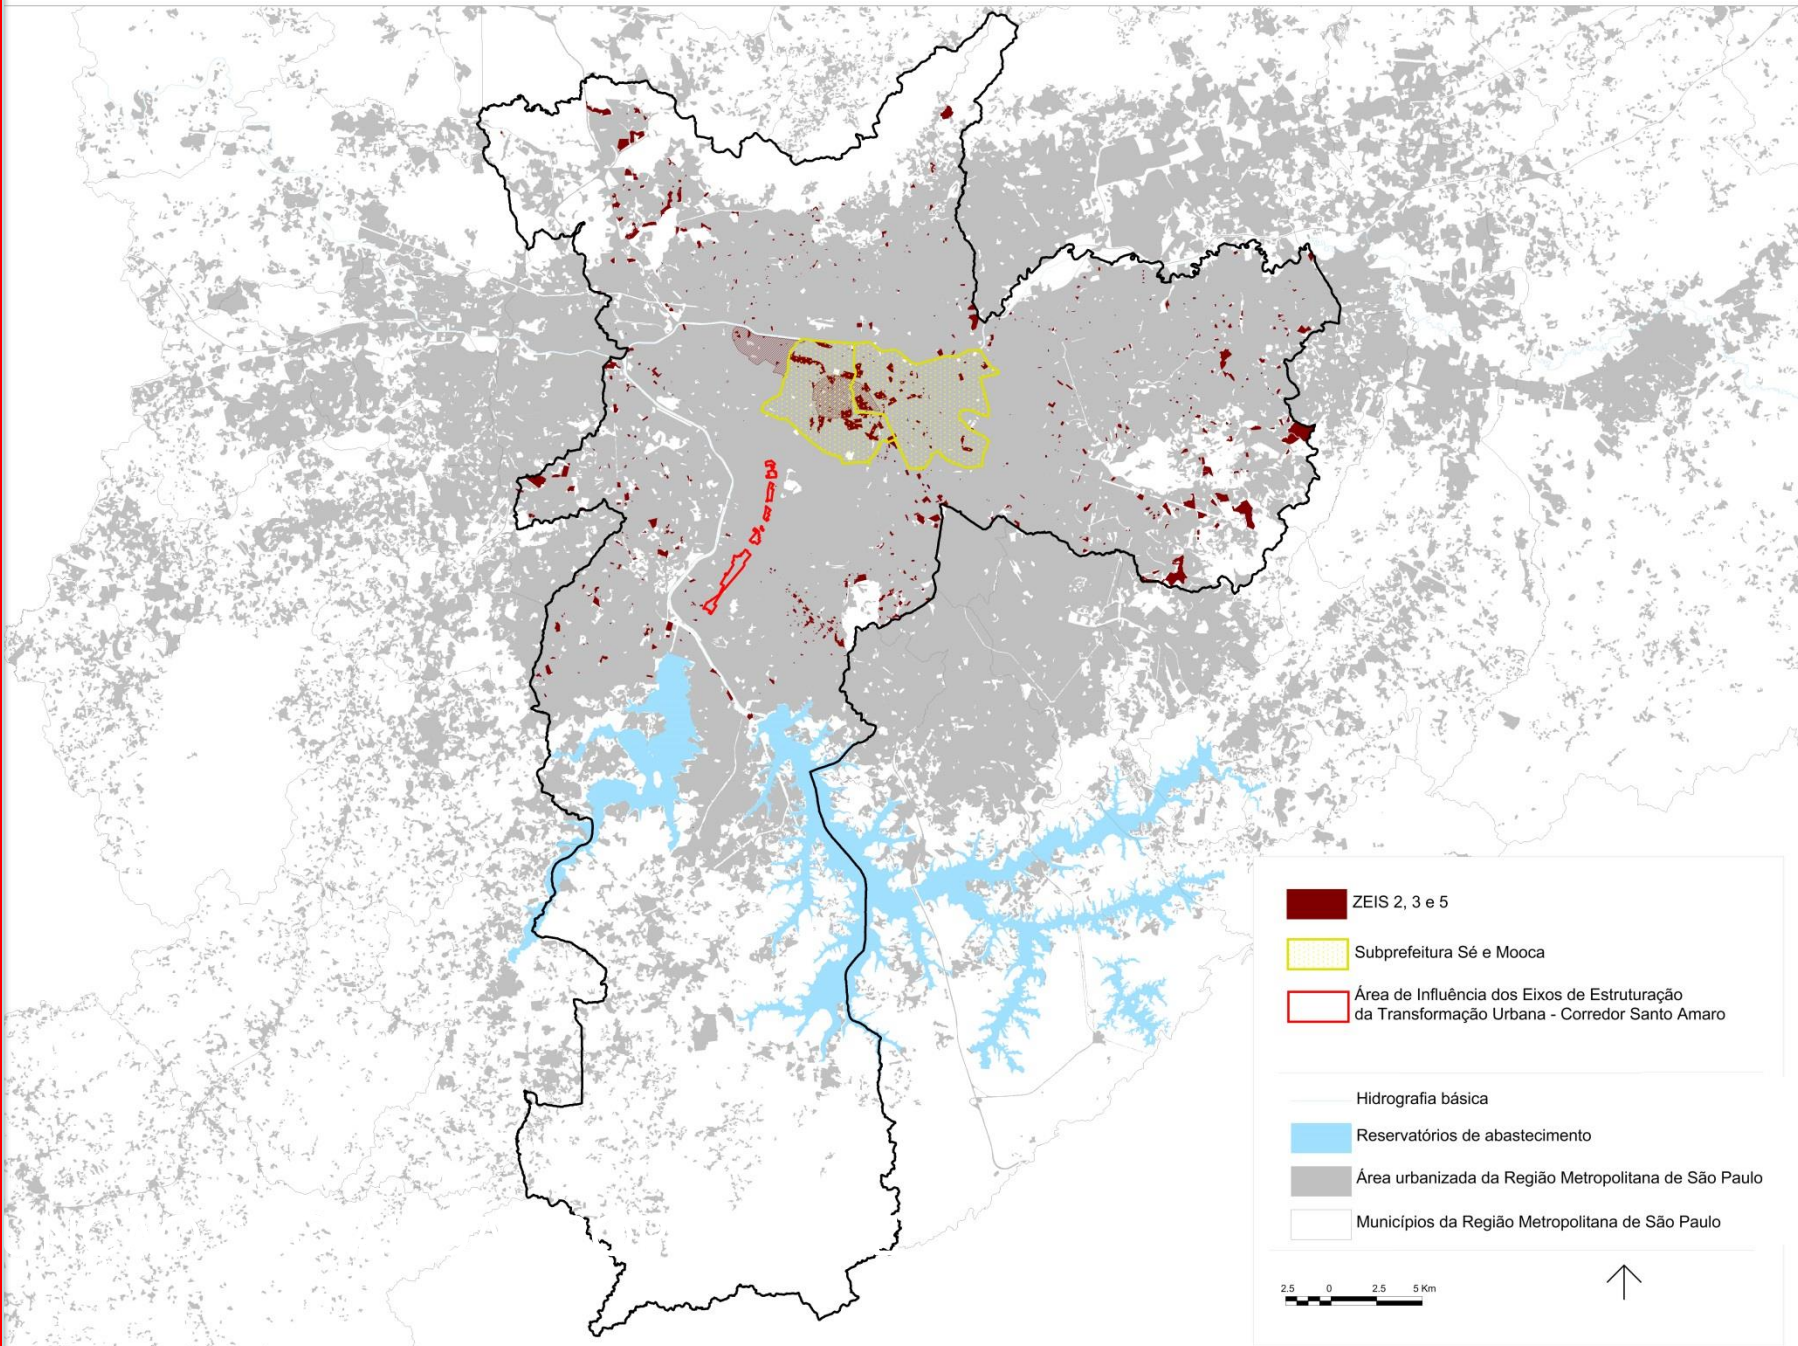 ZEIS 2, 3 e 5
Subprefeitura Sé e Mooca
Área de Influência dos Eixos de Estruturação
da Transformação Urbana - Corredor Santo Amaro
Hidrografia básica
Reservatórios de abastecimento
Área urbanizada da Região Metropolitana de São Paulo
Municípios da Região Metropolitana de São Paulo
2.5 0 2.5 5 Km